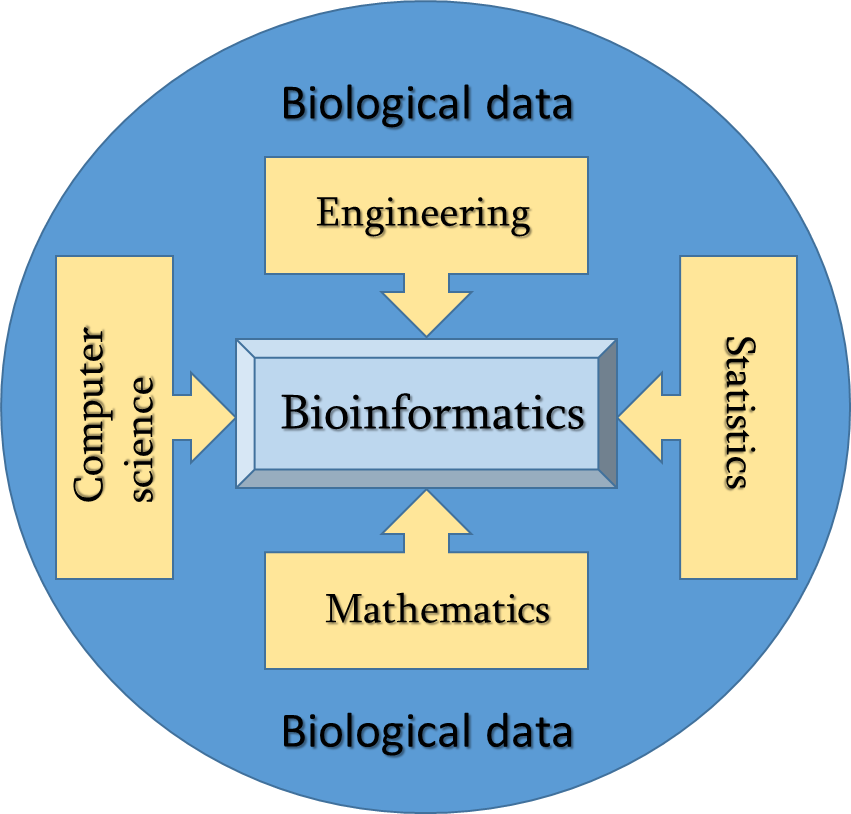 Biological data
Engineering
Computer
science
Bioinformatics
Statistics
Mathematics
Biological data